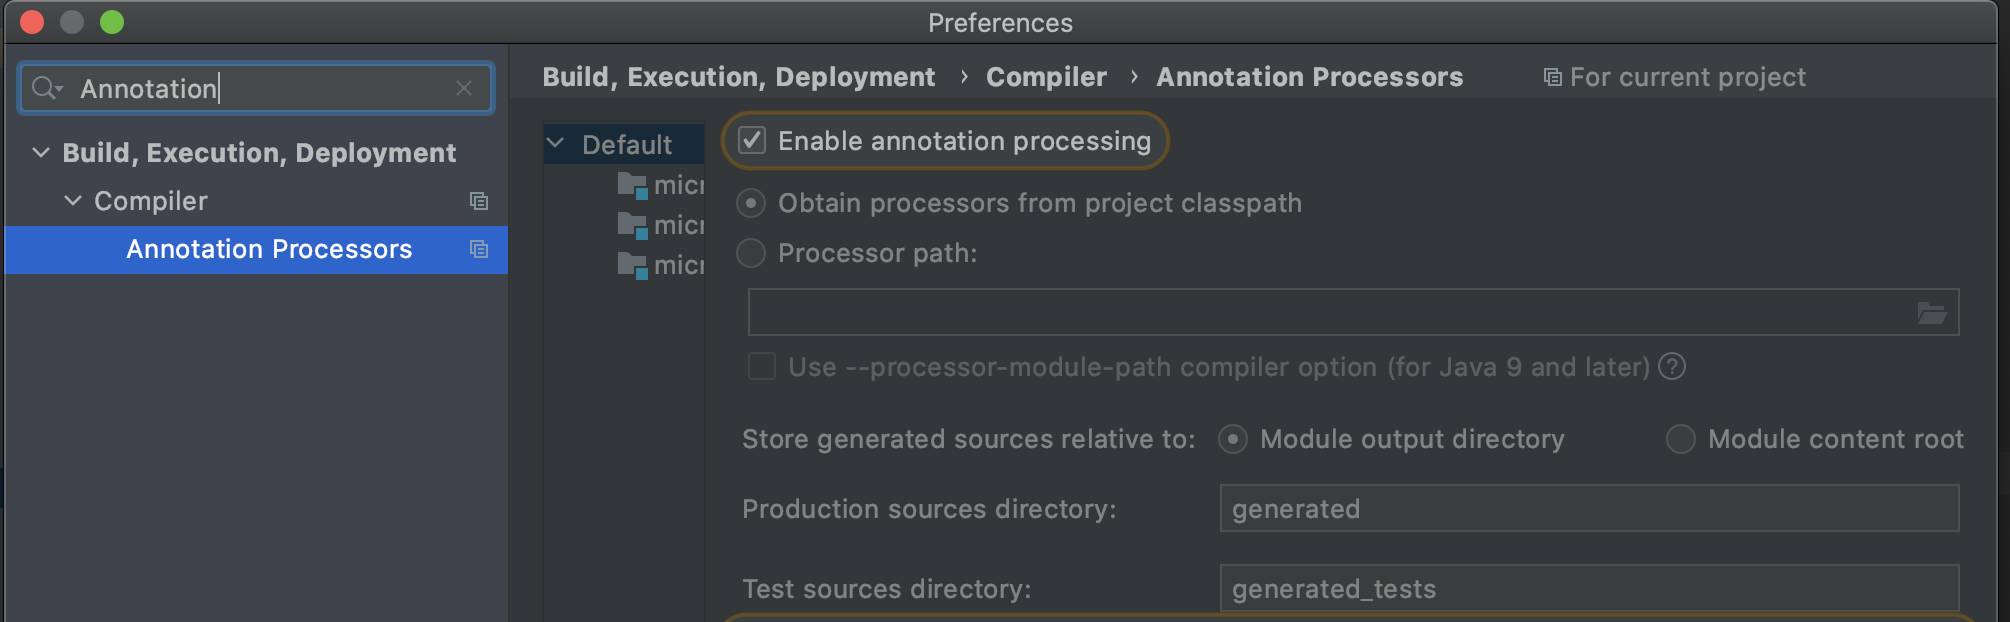 Preferences
Annotation
Build, Execution, Deployment
Compiler
Annotation Processors
Build, Execution, Deployment › Compiler › Annotation Processors
For current project
Default
micr
micr
micr
Enable annotation processing
Obtain processors from project classpath
Processor path:
Use --processor-module-path compiler option (for Java 9 and later)
Store generated sources relative to: Module output directory Module content root
Production sources directory: generated
Test sources directory: generated_tests